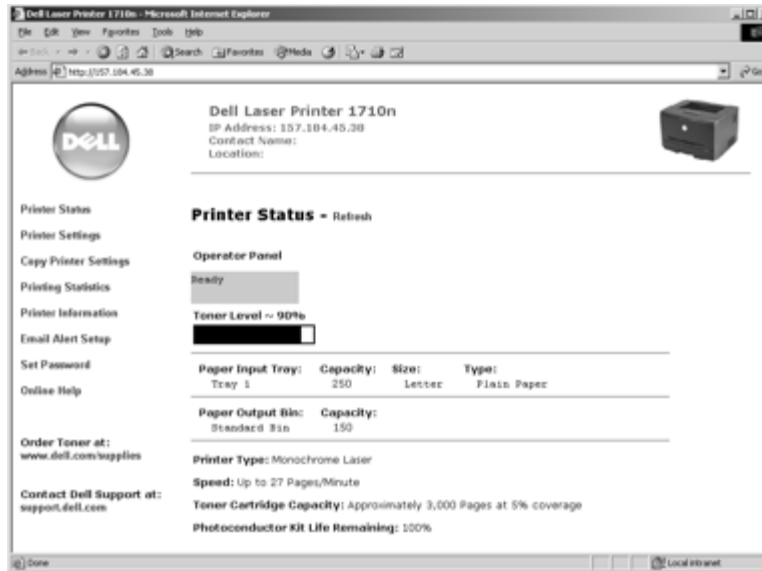 Dell Laser Printer 1710n - Microsoft Internet Explorer
File Edit View Favorites Tools Help
Back Search Favorites Media
Address http://157.184.45.38 Go
DELL
Dell Laser Printer 1710n
IP Address: 157.184.45.38
Contact Name:
Location:
Printer Status
Printer Settings
Copy Printer Settings
Printing Statistics
Printer Information
Email Alert Setup
Set Password
Online Help
Order Toner at:
www.dell.com/supplies
Contact Dell Support at:
support.dell.com
Printer Status - Refresh
Operator Panel
Ready
Toner Level ~ 90%
Paper Input Tray: Capacity: Size: Type:
Tray 1 250 Letter Plain Paper
Paper Output Bin: Capacity:
Standard Bin 150
Printer Type: Monochrome Laser
Speed: Up to 27 Pages/Minute
Toner Cartridge Capacity: Approximately 3,000 Pages at 5% coverage
Photoconductor Kit Life Remaining: 100%
Done Local intranet